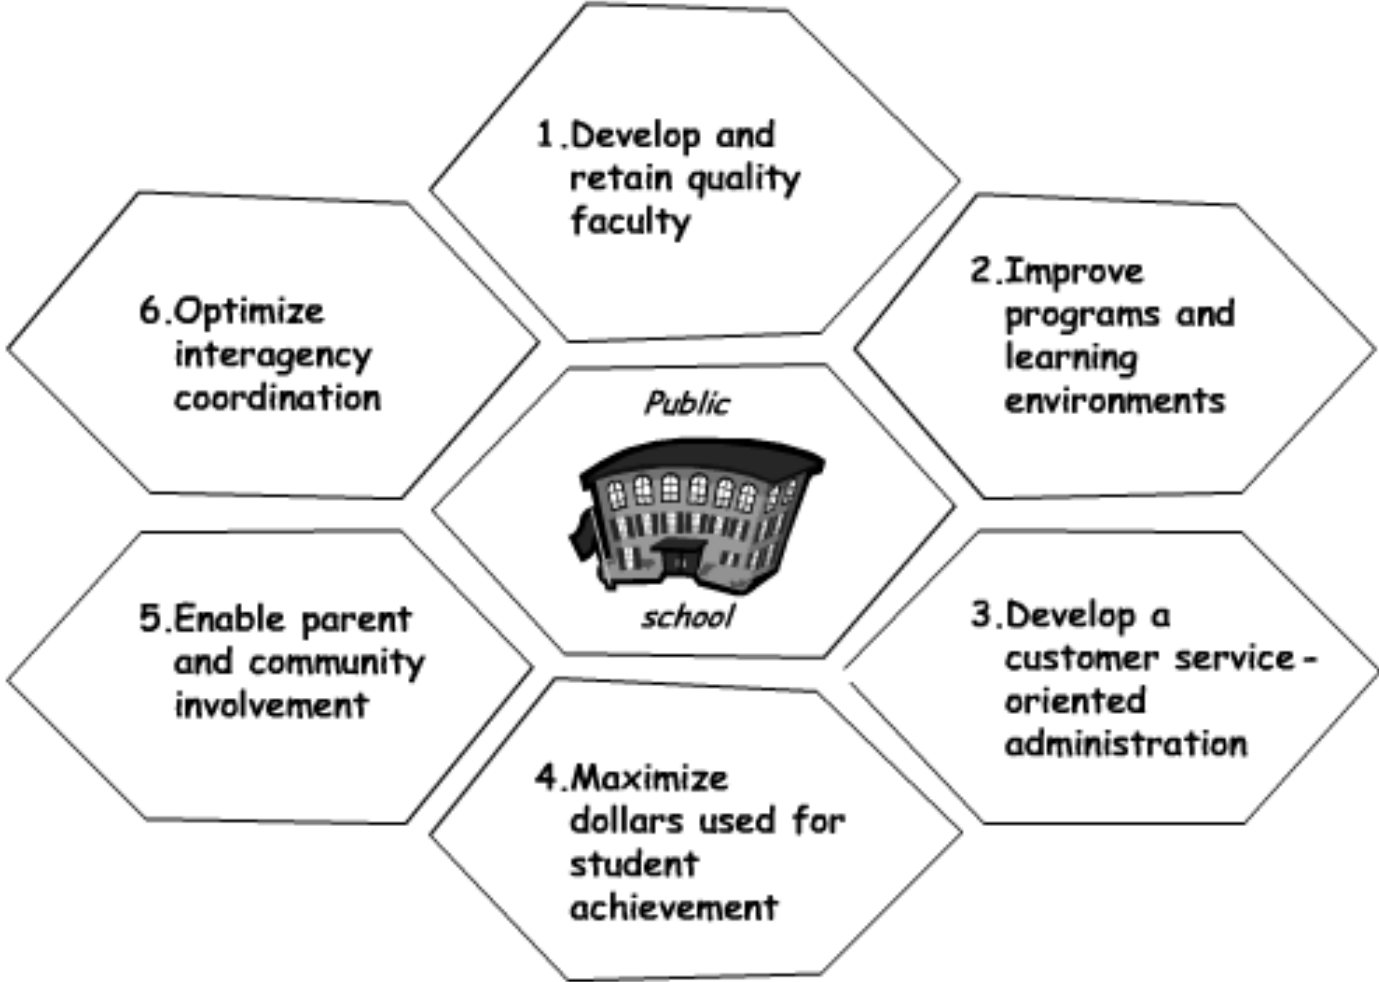 1.Develop and
retain quality
faculty
2.Improve
programs and
learning
environments
3.Develop a
customer service-
oriented
administration
4.Maximize
dollars used for
student
achievement
5.Enable parent
and community
involvement
6.Optimize
interagency
coordination
Public
school